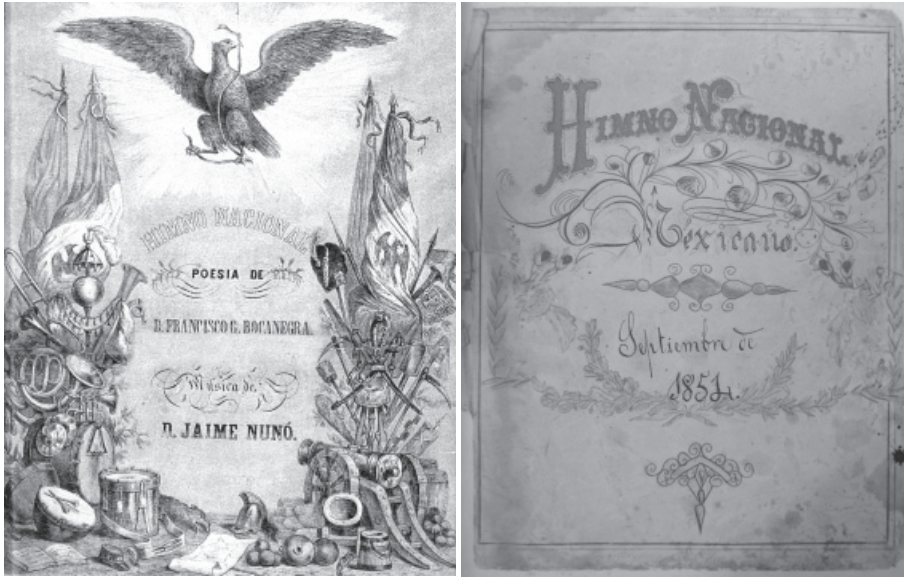 HIMNO NACIONAL
POESIA DE
D. FRANCISCO G. BOCANEGRA.
Música de
D. JAIME NUNÓ.
HIMNO NACIONAL
Mexicano.
Septiembre de
1854.